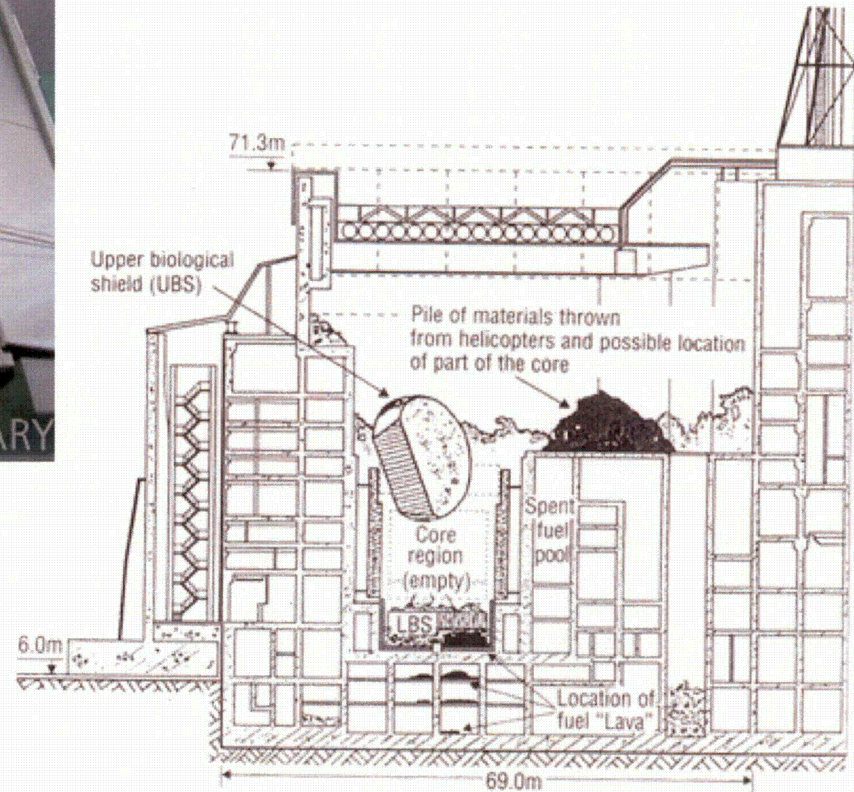 71.3m
Upper biological
shield (UBS)
Pile of materials thrown
from helicopters and possible location
of part of the core
ARY
Spent
fuel
pool
Core
region
(empty)
LBS
6.0m
Location of
fuel "Lava"
69.0m